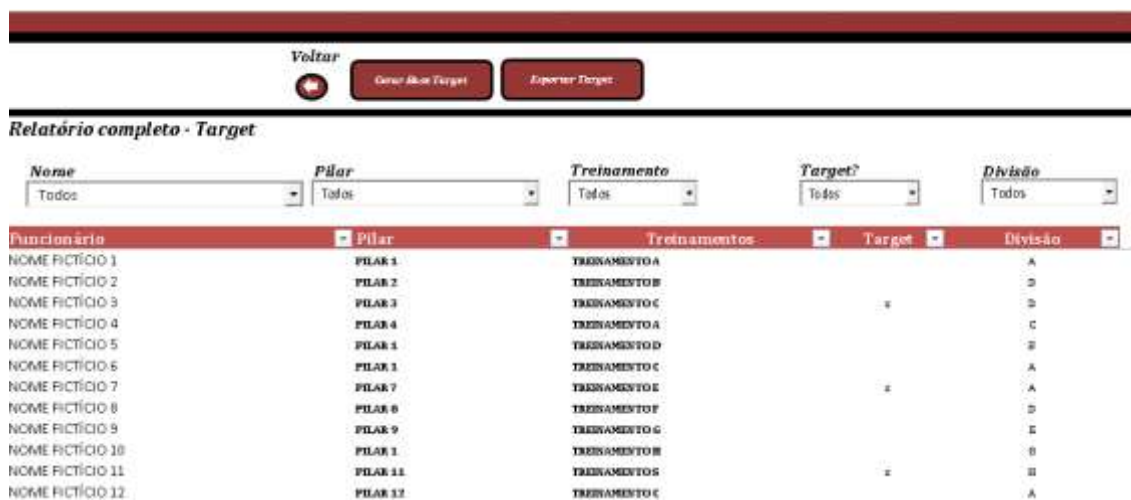 Voltar
Gerar Base Target Exportar Target
Relatório completo - Target
Nome Pilar Treinamento Target? Divisão
Todos Todos Todos Todos Todos
Funcionário Pilar Treinamentos Target Divisão
NOME FICTÍCIO 1 PILAR 1 TREINAMENTO A A
NOME FICTÍCIO 2 PILAR 2 TREINAMENTO B D
NOME FICTÍCIO 3 PILAR 3 TREINAMENTO C D
NOME FICTÍCIO 4 PILAR 4 TREINAMENTO A C
NOME FICTÍCIO 5 PILAR 1 TREINAMENTO D
NOME FICTÍCIO 6 PILAR 1 TREINAMENTO C A
NOME FICTÍCIO 7 PILAR 7 TREINAMENTO E A
NOME FICTÍCIO 8 PILAR 8 TREINAMENTO F D
NOME FICTÍCIO 9 PILAR 9 TREINAMENTO G E
NOME FICTÍCIO 10 PILAR 1 TREINAMENTO H
NOME FICTÍCIO 11 PILAR 11 TREINAMENTO S
NOME FICTÍCIO 12 PILAR 12 TREINAMENTO C A